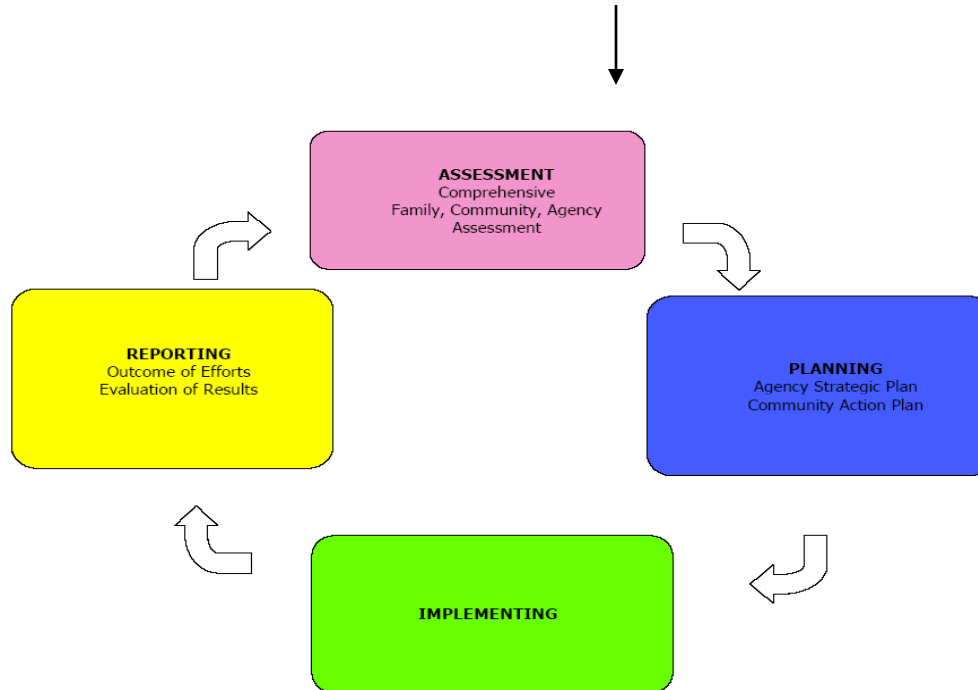 ASSESSMENT
Comprehensive
Family, Community, Agency
Assessment
REPORTING
Outcome of Efforts
Evaluation of Results
PLANNING
Agency Strategic Plan
Community Action Plan
IMPLEMENTING